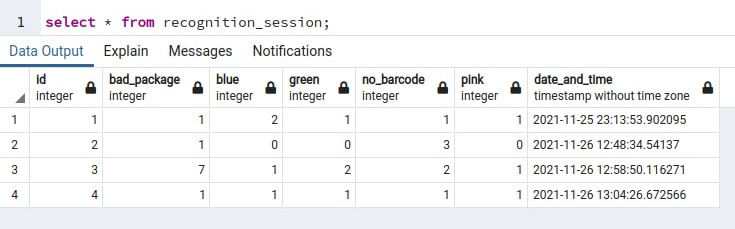 1 select * from recognition_session;
Data Output Explain Messages Notifications
id bad_package blue green no_barcode pink date_and_time
integer integer integer integer integer integer timestamp without time zone
1 1 1 2 1 1 1 2021-11-25 23:13:53.902095
2 2 1 0 0 3 0 2021-11-26 12:48:34.54137
3 3 7 1 2 2 1 2021-11-26 12:58:50.116271
4 4 1 1 1 1 1 2021-11-26 13:04:26.672566